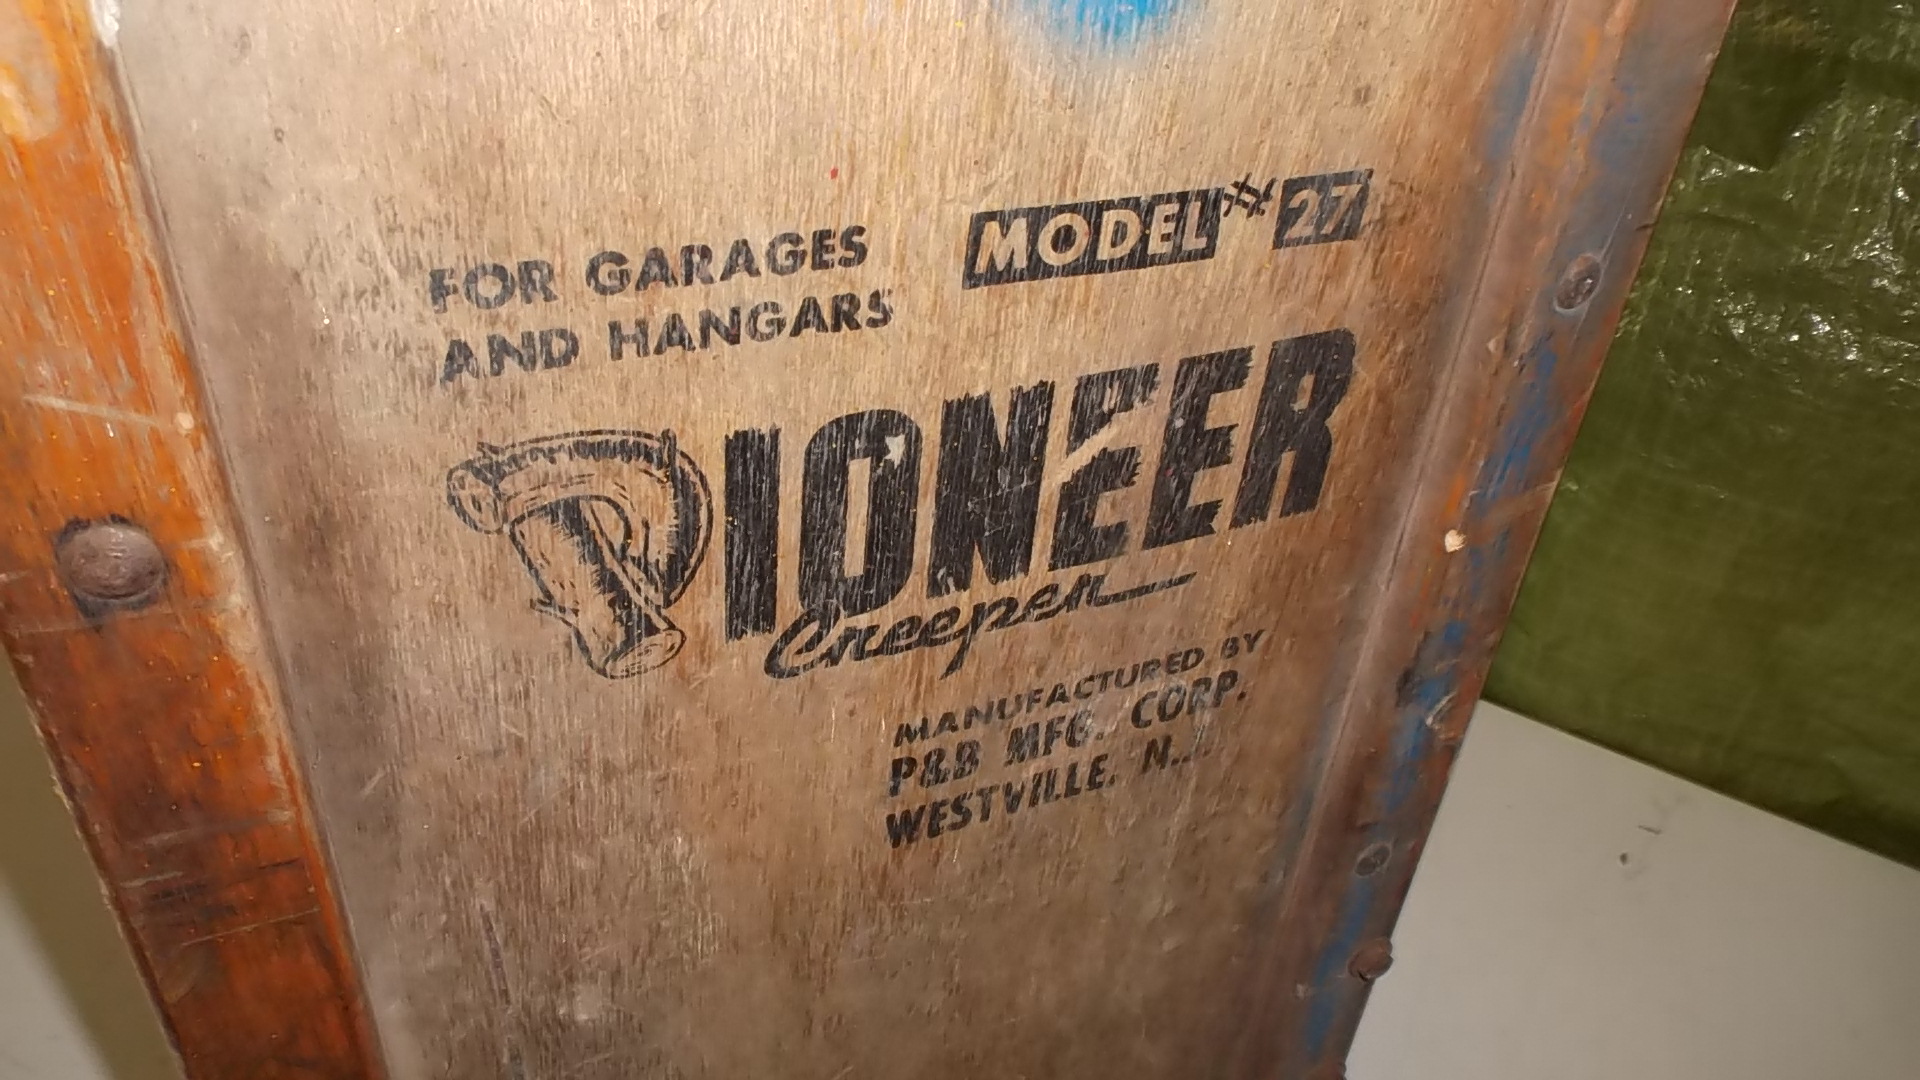 FOR GARAGES
AND HANGARS
MODEL # 27
PIONEER
Creeper
MANUFACTURED BY
P&B MFG. CORP.
WESTVILLE, N.J.